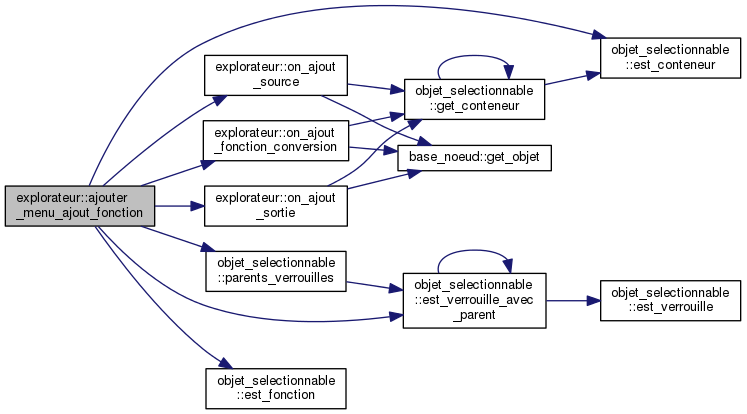 explorateur::ajouter
_menu_ajout_fonction
explorateur::on_ajout
_source
explorateur::on_ajout
_fonction_conversion
explorateur::on_ajout
_sortie
objet_selectionnable
::parents_verrouilles
objet_selectionnable
::est_fonction
objet_selectionnable
::get_conteneur
base_noeud::get_objet
objet_selectionnable
::est_verrouille_avec
_parent
objet_selectionnable
::est_conteneur
objet_selectionnable
::est_verrouille